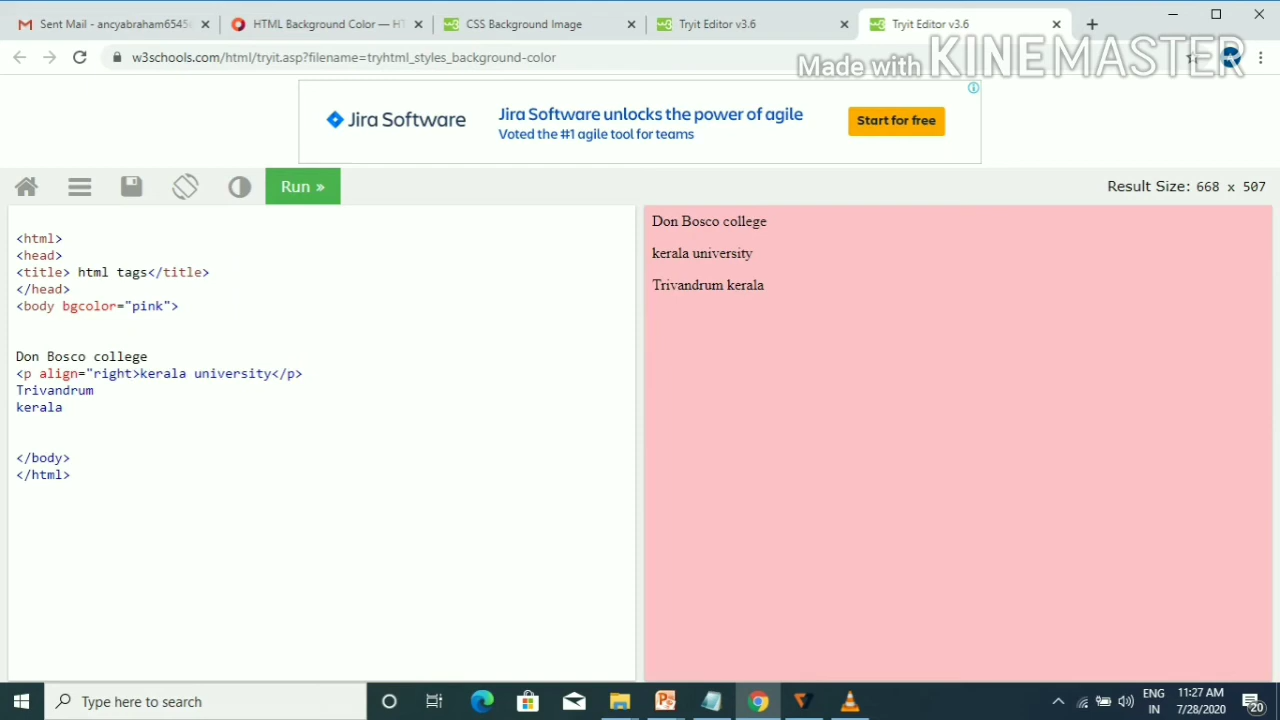 Sent Mail - ancyabraham6545
HTML Background Color — HT
CSS Background Image
Tryit Editor v3.6
Tryit Editor v3.6
w3schools.com/html/tryit.asp?filename=tryhtml_styles_background-color
Made with KINEMASTER
Jira Software
Jira Software unlocks the power of agile
Voted the #1 agile tool for teams
Start for free
Run »
Result Size: 668 x 507
<html>
<head>
<title> html tags</title>
</head>
<body bgcolor="pink">
Don Bosco college
<p align="right>kerala university</p>
Trivandrum
kerala
</body>
</html>
Don Bosco college
kerala university
Trivandrum kerala
Type here to search
ENG
IN
11:27 AM
7/28/2020
20